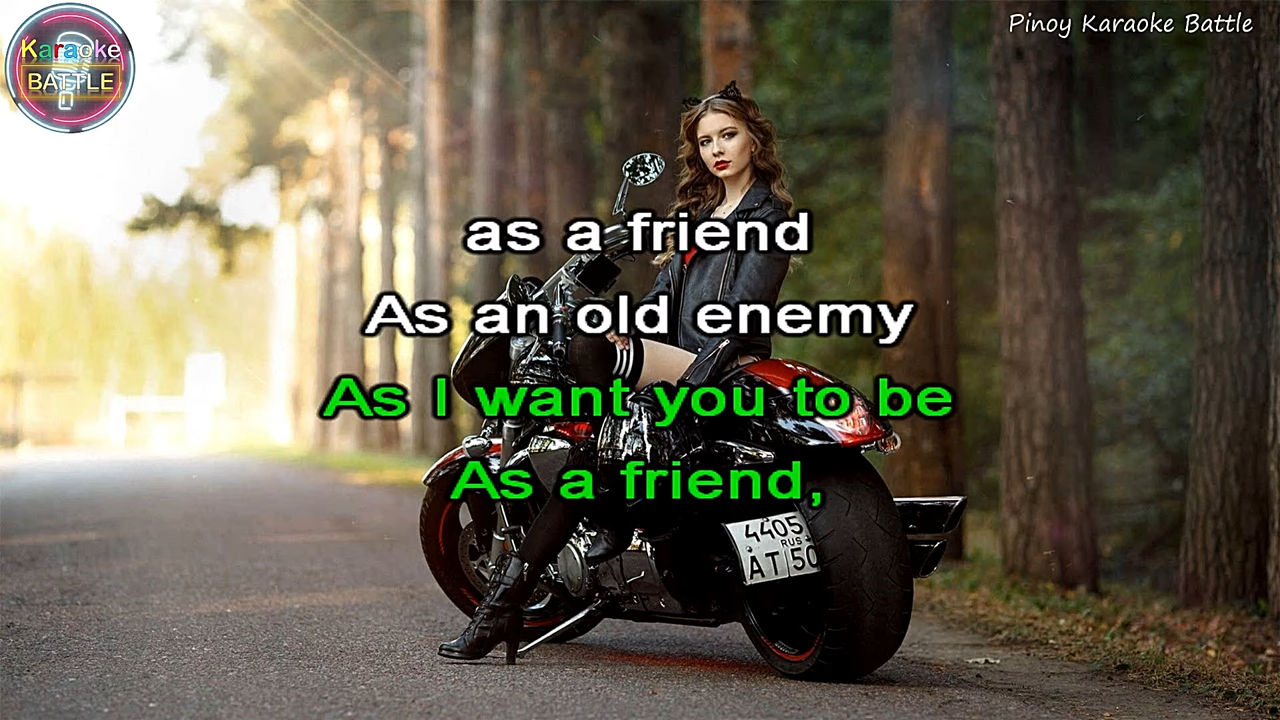 Karaoke
BATTLE
Pinoy Karaoke Battle
as a friend
As an old enemy
As I want you to be
As a friend,
4405
RUS
AT 50